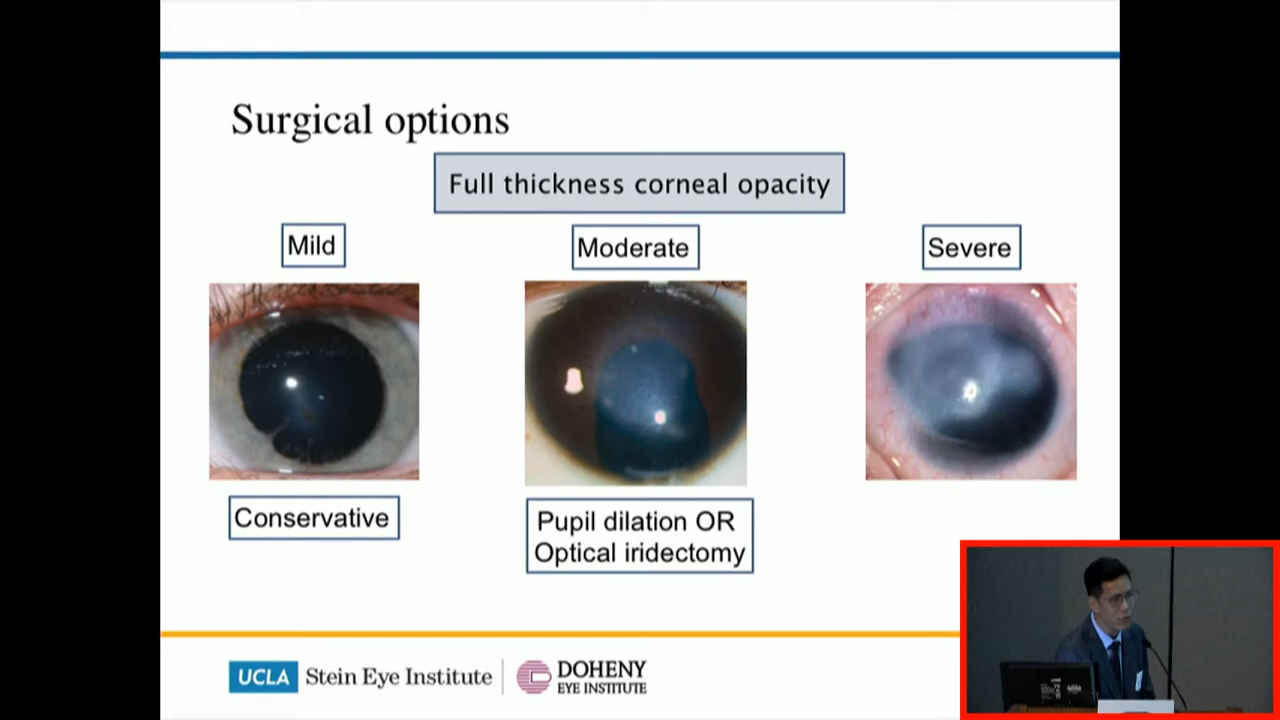 Surgical options
Full thickness corneal opacity
Mild
Moderate
Severe
Conservative
Pupil dilation OR
Optical iridectomy
UCLA
Stein Eye Institute
DOHENY
EYE INSTITUTE